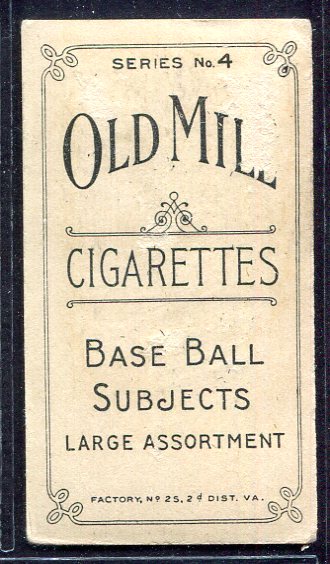 SERIES No. 4
OLD MILL
CIGARETTES
BASE BALL
SUBJECTS
LARGE ASSORTMENT
FACTORY, No 25, 2d DIST. VA.